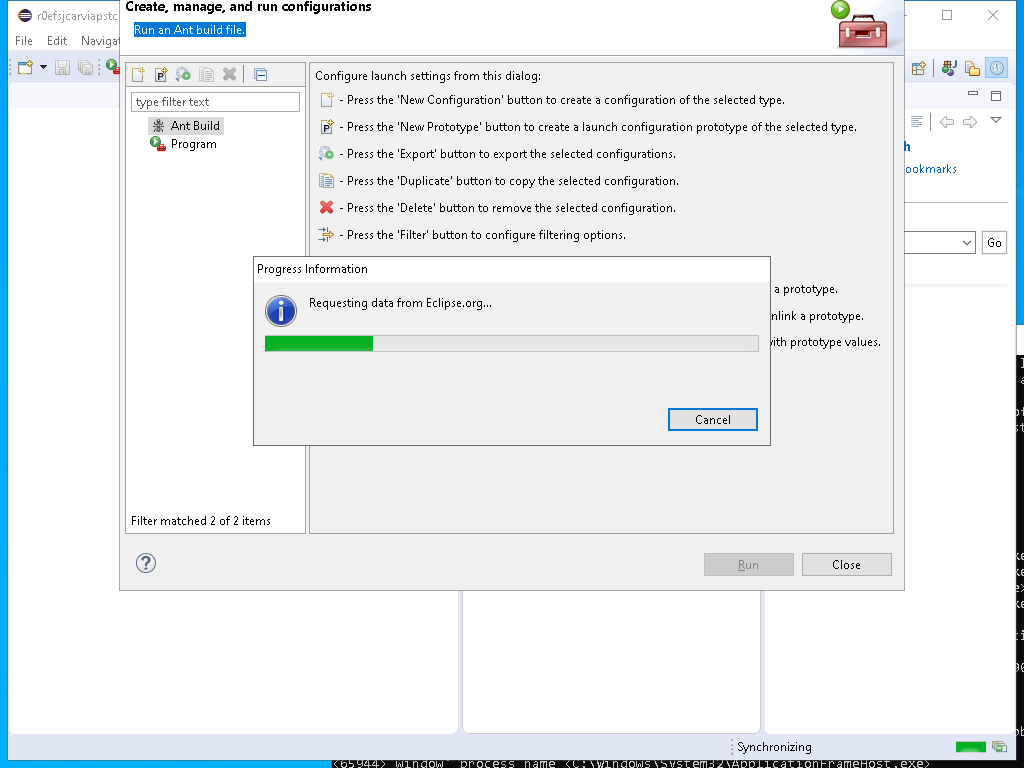 r0efsjcarviapstc
Create, manage, and run configurations
Run an Ant build file.
File Edit Navigat
type filter text
Ant Build
Program
Filter matched 2 of 2 items
Configure launch settings from this dialog:
- Press the 'New Configuration' button to create a configuration of the selected type.
- Press the 'New Prototype' button to create a launch configuration prototype of the selected type.
- Press the 'Export' button to export the selected configurations.
- Press the 'Duplicate' button to copy the selected configuration.
- Press the 'Delete' button to remove the selected configuration.
- Press the 'Filter' button to configure filtering options.
a prototype.
nlink a prototype.
with prototype values.
Progress Information
Requesting data from Eclipse.org...
Cancel
Run
Close
h
ookmarks
Go
Synchronizing
<65944> window' process name <C:\Windows\System32\ApplicationFrameHost.exe>